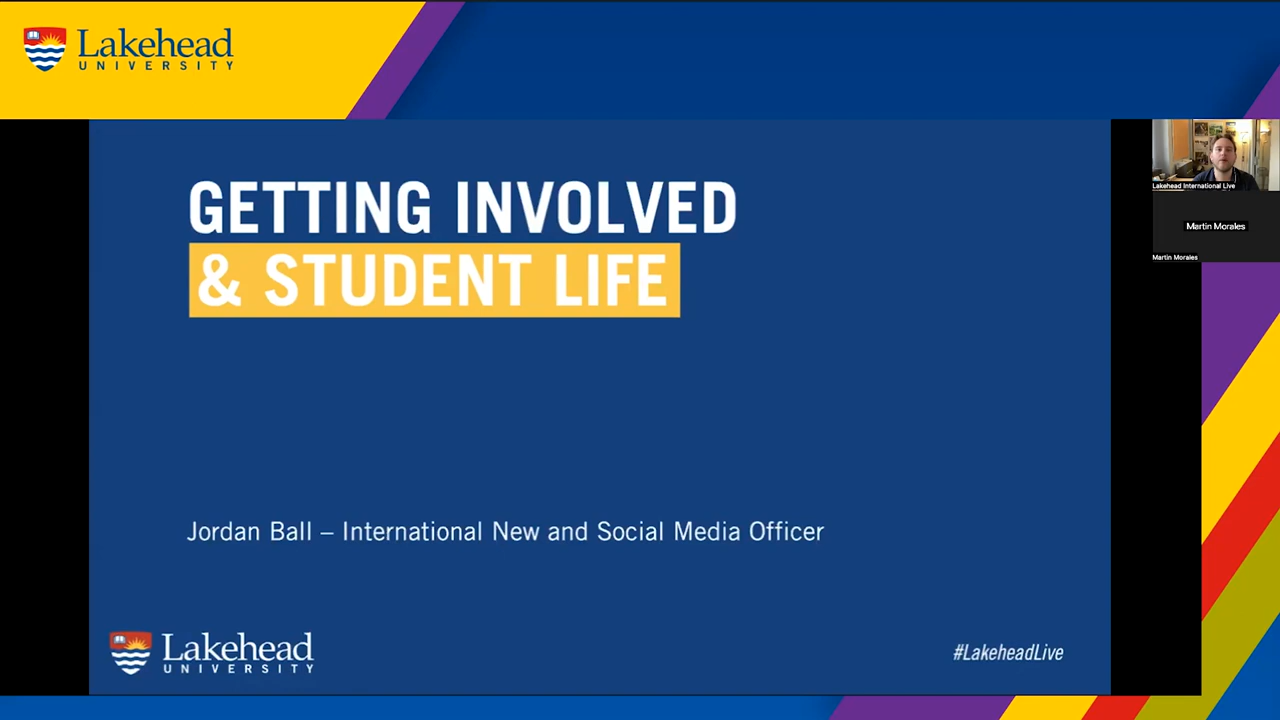 Lakehead
UNIVERSITY
GETTING INVOLVED
& STUDENT LIFE
Jordan Ball – International New and Social Media Officer
Lakehead
UNIVERSITY
#LakeheadLive
Lakehead International Live
Martin Morales
Martin Morales